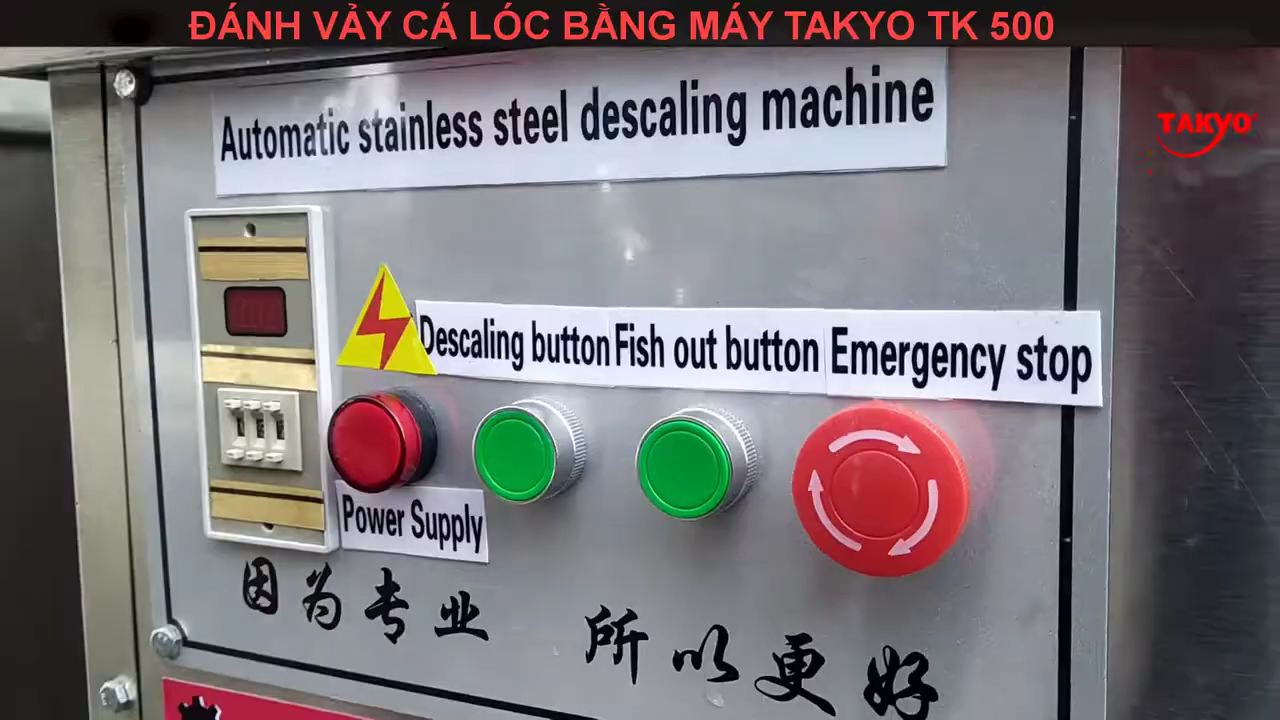 ĐÁNH VẢY CÁ LÓC BẰNG MÁY TAKYO TK 500
TAKYO
Automatic stainless steel descaling machine
Descaling button Fish out button Emergency stop
Power Supply
因为专业 所以更好